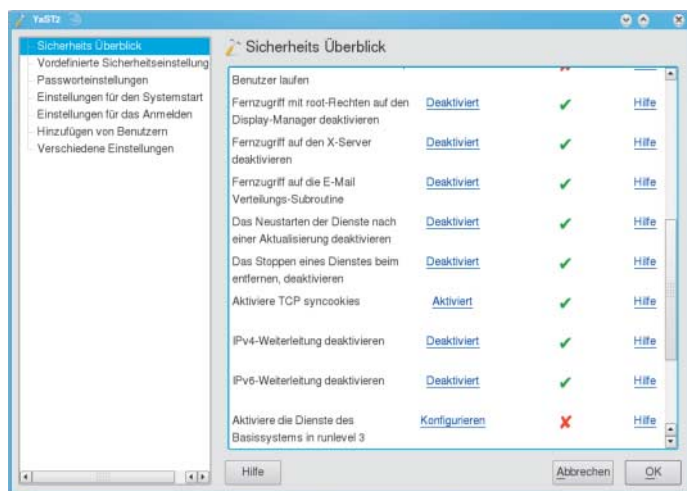 YaST2
Sicherheits Überblick
Vordefinierte Sicherheitseinstellung
Passworteinstellungen
Einstellungen für den Systemstart
Einstellungen für das Anmelden
Hinzufügen von Benutzern
Verschiedene Einstellungen
Sicherheits Überblick
Benutzer laufen
Fernzugriff mit root-Rechten auf den Deaktiviert Hilfe
Display-Manager deaktivieren
Fernzugriff auf den X-Server Deaktiviert Hilfe
deaktivieren
Fernzugriff auf die E-Mail Deaktiviert Hilfe
Verteilungs-Subroutine
Das Neustarten der Dienste nach Deaktiviert Hilfe
einer Aktualisierung deaktivieren
Das Stoppen eines Dienstes beim Deaktiviert Hilfe
entfernen, deaktivieren
Aktiviere TCP syncookies Aktiviert Hilfe
IPv4-Weiterleitung deaktivieren Deaktiviert Hilfe
IPv6-Weiterleitung deaktivieren Deaktiviert Hilfe
Aktiviere die Dienste des Konfigurieren Hilfe
Basissystems in runlevel 3
Hilfe Abbrechen OK